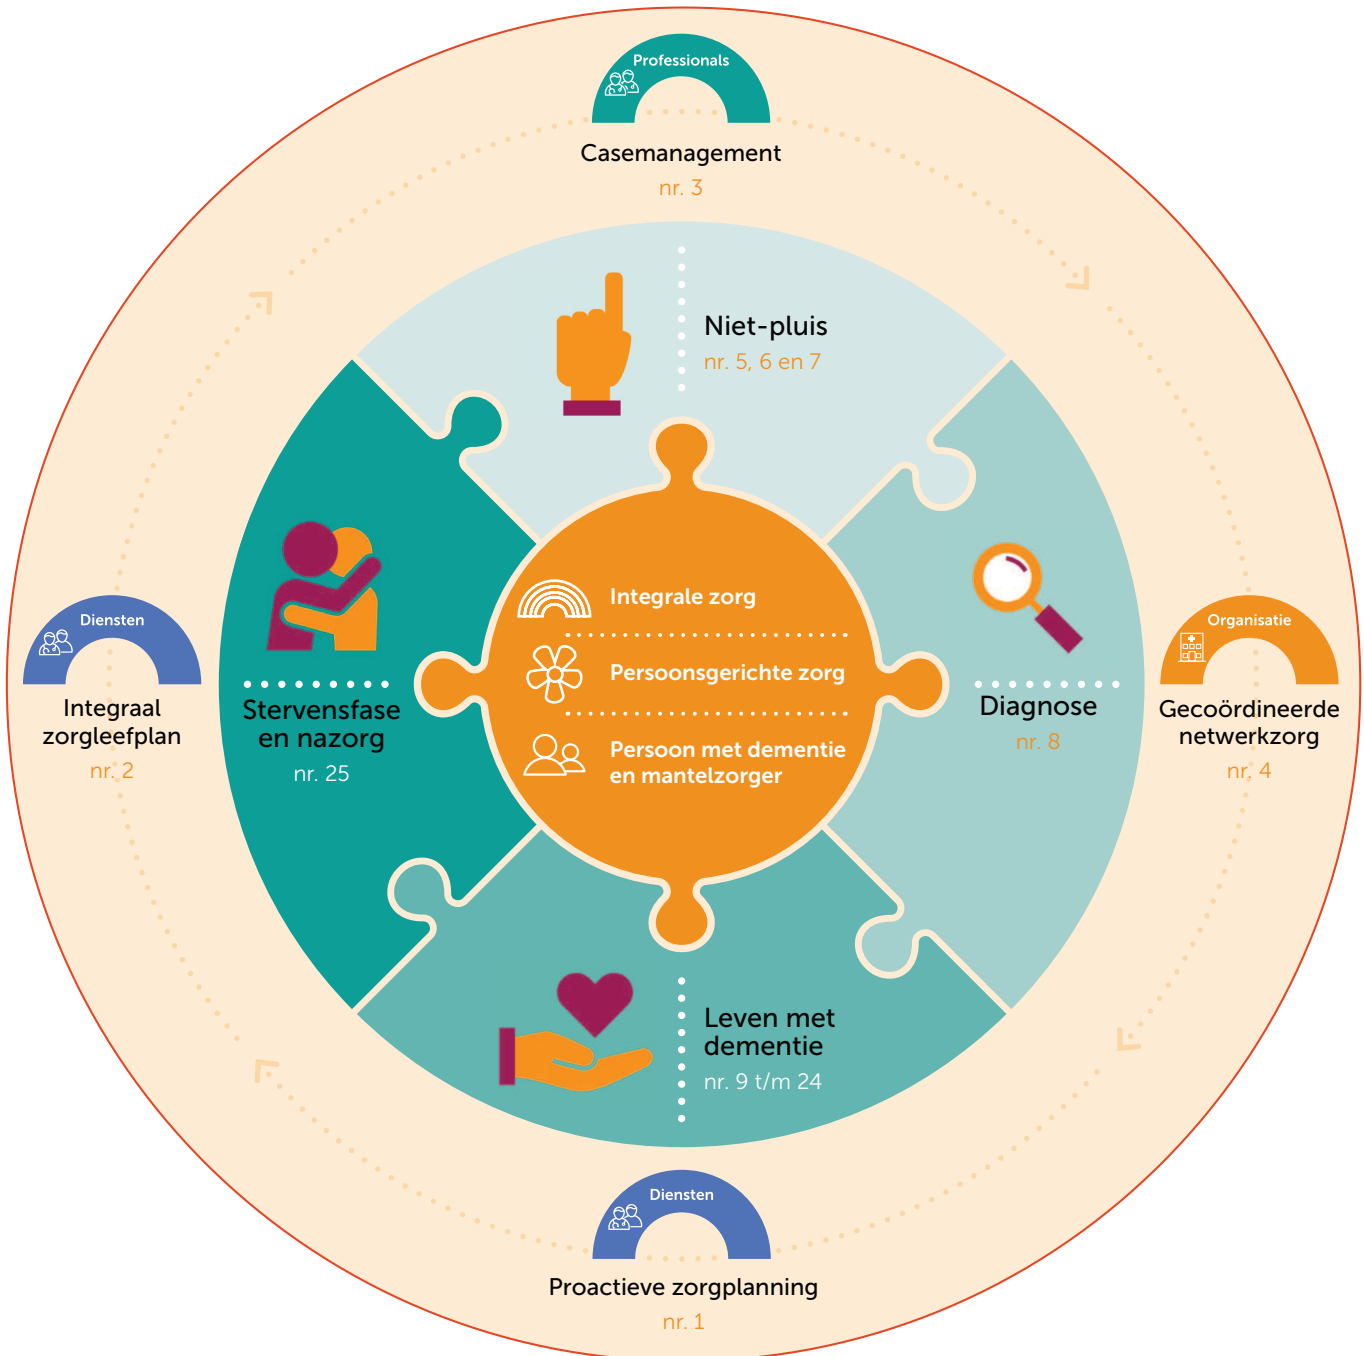 Professionals
Casemanagement
nr. 3
Niet-pluis
nr. 5, 6 en 7
Integrale zorg
Persoonsgerichte zorg
Persoon met dementie
en mantelzorger
Diensten
Integraal
zorgleefplan
nr. 2
Stervensfase
en nazorg
nr. 25
Diagnose
nr. 8
Organisatie
Gecoördineerde
netwerkzorg
nr. 4
Leven met
dementie
nr. 9 t/m 24
Diensten
Proactieve zorgplanning
nr. 1